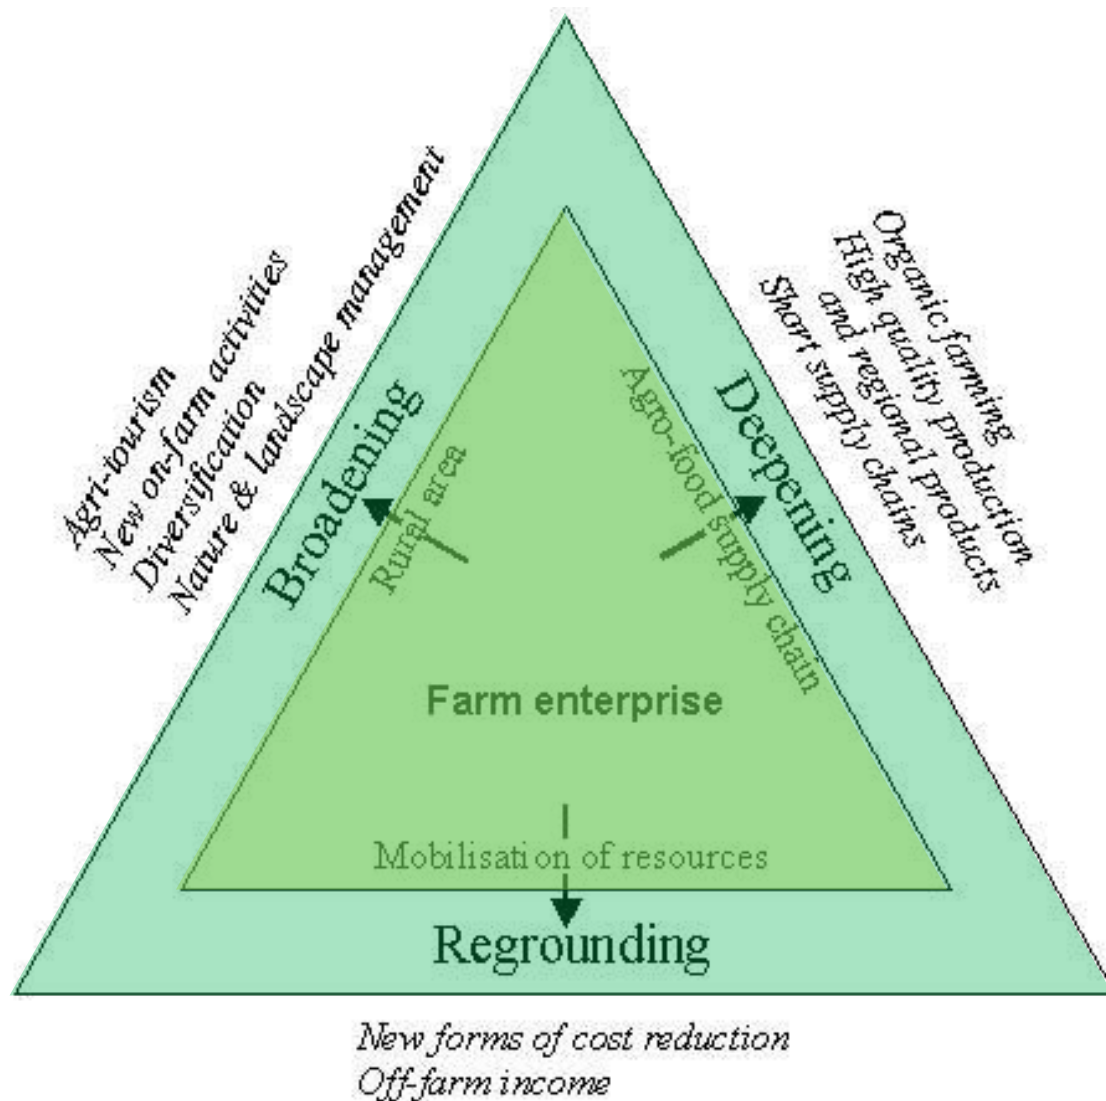 Agri-tourism
New on-farm activities
Diversification
Nature & landscape management
Broadening
Rural area
Organic farming
High quality production
and regional products
Short supply chains
Deepening
Agro-food supply chain
Farm enterprise
Mobilisation of resources
Regrounding
New forms of cost reduction
Off-farm income